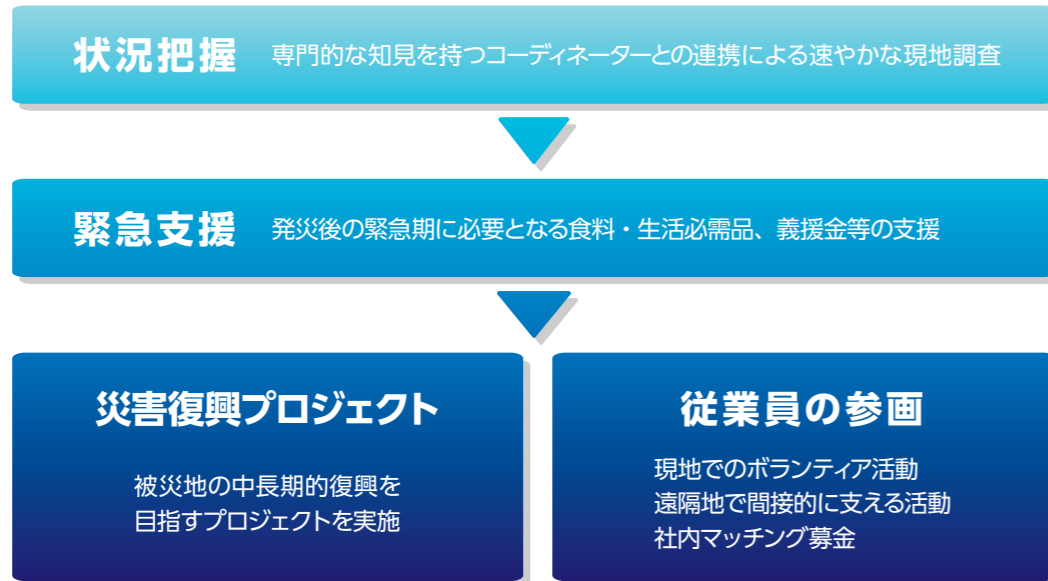 状況把握 専門的な知見を持つコーディネーターとの連携による速やかな現地調査
緊急支援 発災後の緊急期に必要となる食料・生活必需品、義援金等の支援
災害復興プロジェクト
被災地の中長期的復興を
目指すプロジェクトを実施
従業員の参画
現地でのボランティア活動
遠隔地で間接的に支える活動
社内マッチング募金